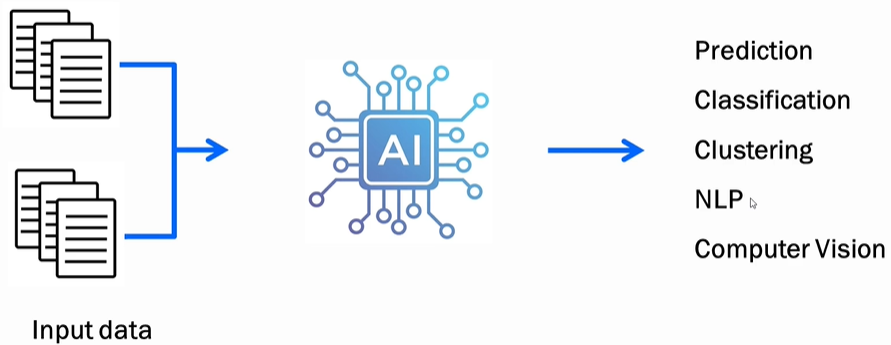 Prediction
Classification
AI
Clustering
NLP
Computer Vision
Input data